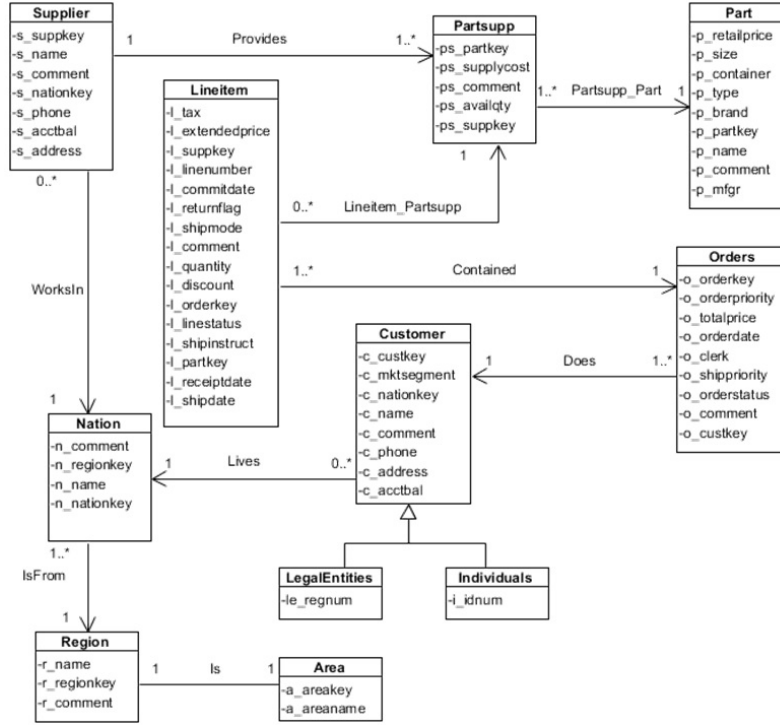 Supplier
-s_suppkey
-s_name
-s_comment
-s_nationkey
-s_phone
-s_acctbal
-s_address
1
Provides
1..*
Partsupp
-ps_partkey
-ps_supplycost
-ps_comment
-ps_availqty
-ps_suppkey
1..*
Partsupp_Part
1
Part
-p_retailprice
-p_size
-p_container
-p_type
-p_brand
-p_partkey
-p_name
-p_comment
-p_mfgr
Lineitem
-l_tax
-l_extendedprice
-l_suppkey
-l_linenumber
-l_commitdate
-l_returnflag
-l_shipmode
-l_comment
-l_quantity
-l_discount
-l_orderkey
-l_linestatus
-l_shipinstruct
-l_partkey
-l_receiptdate
-l_shipdate
1
0..*
Lineitem_Partsupp
1..*
Contained
1
Orders
-o_orderkey
-o_orderpriority
-o_totalprice
-o_orderdate
-o_clerk
-o_shippriority
-o_orderstatus
-o_comment
-o_custkey
0..*
WorksIn
1
Customer
-c_custkey
-c_mktsegment
-c_nationkey
-c_name
-c_comment
-c_phone
-c_address
-c_acctbal
1
Does
1..*
Nation
-n_comment
-n_regionkey
-n_name
-n_nationkey
1
Lives
0..*
1..*
IsFrom
1
LegalEntities
-le_regnum
Individuals
-i_idnum
Region
-r_name
-r_regionkey
-r_comment
1
Is
1
Area
-a_areakey
-a_areaname